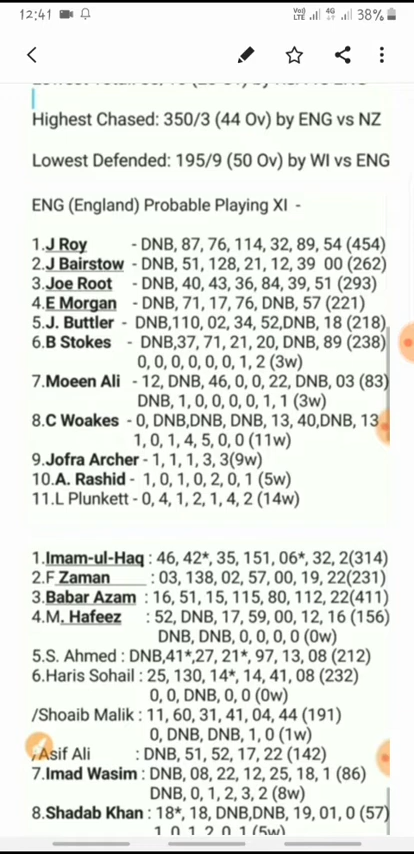 12:41
Vo) 4G 38%
Highest Chased: 350/3 (44 Ov) by ENG vs NZ
Lowest Defended: 195/9 (50 Ov) by WI vs ENG
ENG (England) Probable Playing XI -
1.J Roy - DNB, 87, 76, 114, 32, 89, 54 (454)
2.J Bairstow - DNB, 51, 128, 21, 12, 39 00 (262)
3.Joe Root - DNB, 40, 43, 36, 84, 39, 51 (293)
4.E Morgan - DNB, 71, 17, 76, DNB, 57 (221)
5.J. Buttler - DNB,110, 02, 34, 52,DNB, 18 (218)
6.B Stokes - DNB,37, 71, 21, 20, DNB, 89 (238)
0, 0, 0, 0, 0, 0, 1, 2 (3w)
7.Moeen Ali - 12, DNB, 46, 0, 0, 22, DNB, 03 (83)
DNB, 1, 0, 0, 0, 0, 1, 1 (3w)
8.C Woakes - 0, DNB,DNB, DNB, 13, 40,DNB, 13
1, 0, 1, 4, 5, 0, 0 (11w)
9.Jofra Archer - 1, 1, 1, 3, 3(9w)
10.A. Rashid - 1, 0, 1, 0, 2, 0, 1 (5w)
11.L Plunkett - 0, 4, 1, 2, 1, 4, 2 (14w)
1.Imam-ul-Haq : 46, 42*, 35, 151, 06*, 32, 2(314)
2.F Zaman : 03, 138, 02, 57, 00, 19, 22(231)
3.Babar Azam : 16, 51, 15, 115, 80, 112, 22(411)
4.M. Hafeez : 52, DNB, 17, 59, 00, 12, 16 (156)
DNB, DNB, 0, 0, 0, 0 (0w)
5.S. Ahmed : DNB,41*,27, 21*, 97, 13, 08 (212)
6.Haris Sohail : 25, 130, 14*, 14, 41, 08 (232)
0, 0, DNB, 0, 0 (0w)
/Shoaib Malik : 11, 60, 31, 41, 04, 44 (191)
0, DNB, DNB, 1, 0 (1w)
Asif Ali : DNB, 51, 52, 17, 22 (142)
7.Imad Wasim : DNB, 08, 22, 12, 25, 18, 1 (86)
DNB, 0, 1, 2, 3, 2 (8w)
8.Shadab Khan : 18*, 18, DNB,DNB, 19, 01, 0 (57)
1, 0, 1, 2, 0, 1 (5w)